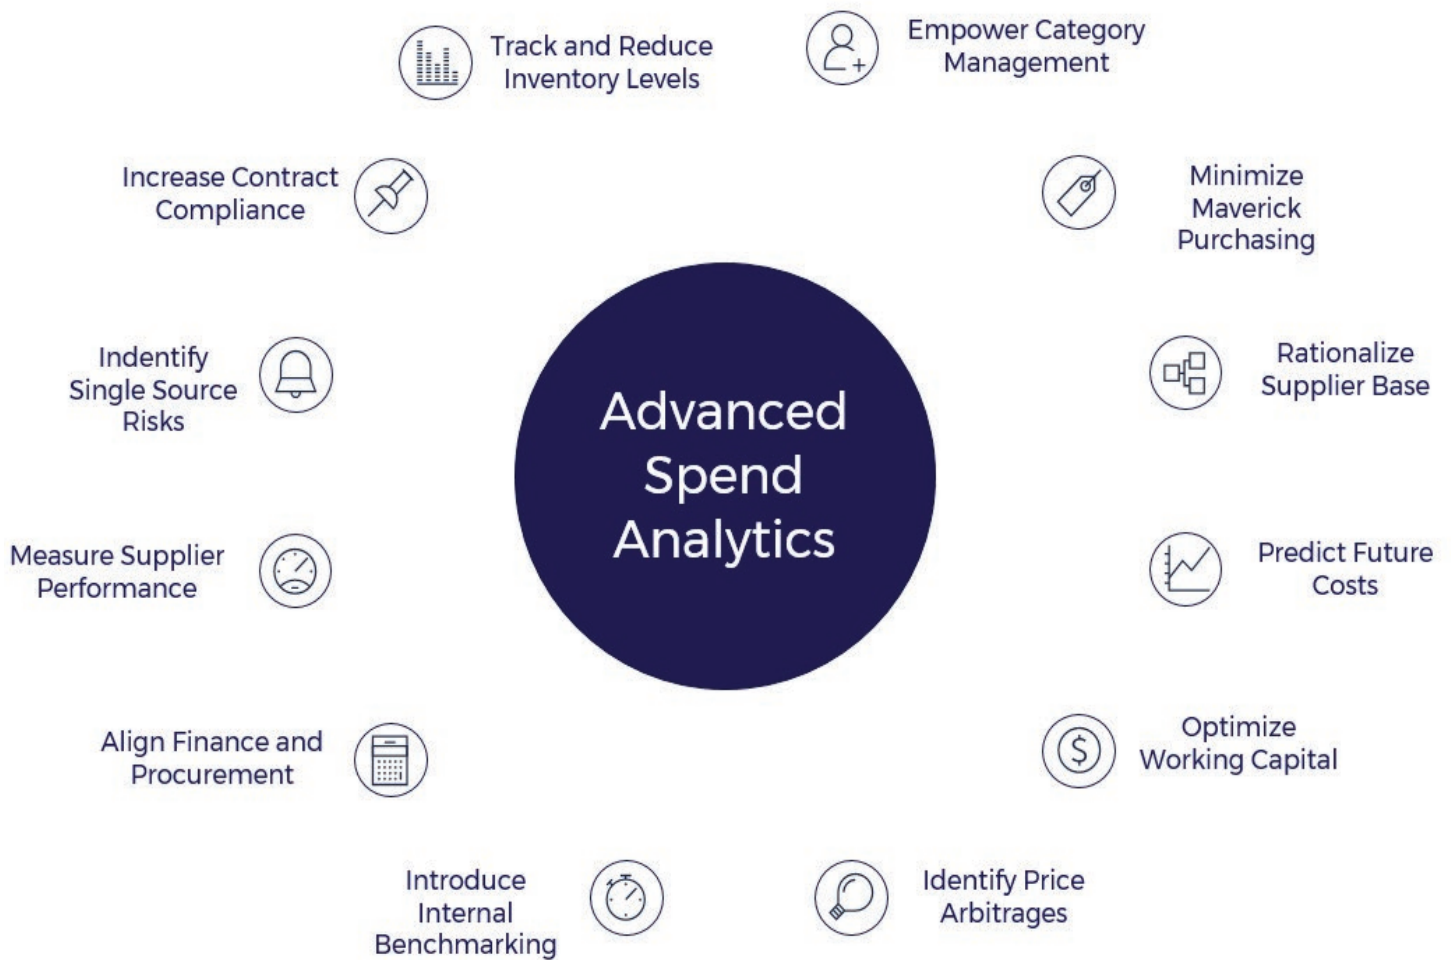 Track and Reduce
Inventory Levels
Empower Category
Management
Increase Contract
Compliance
Minimize
Maverick
Purchasing
Indentify
Single Source
Risks
Rationalize
Supplier Base
Advanced
Spend
Analytics
Measure Supplier
Performance
Predict Future
Costs
Align Finance and
Procurement
$
Optimize
Working Capital
Introduce
Internal
Benchmarking
Identify Price
Arbitrages